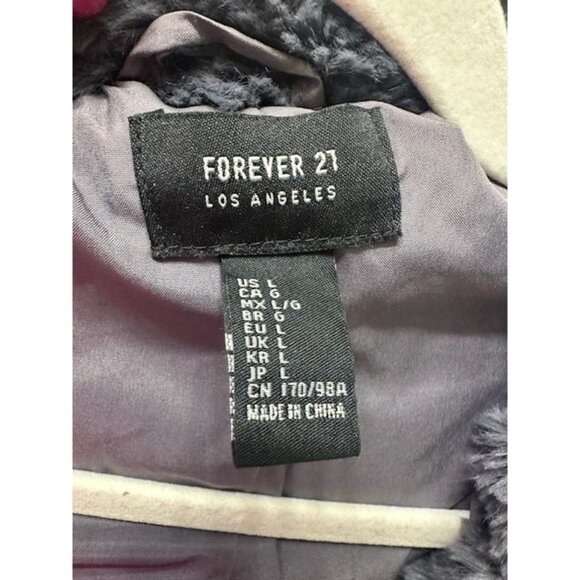 FOREVER 21
LOS ANGELES
US L
CA G
MX L/G
BR G
EU L
UK L
KR L
JP L
CN 170/98A
MADE IN CHINA